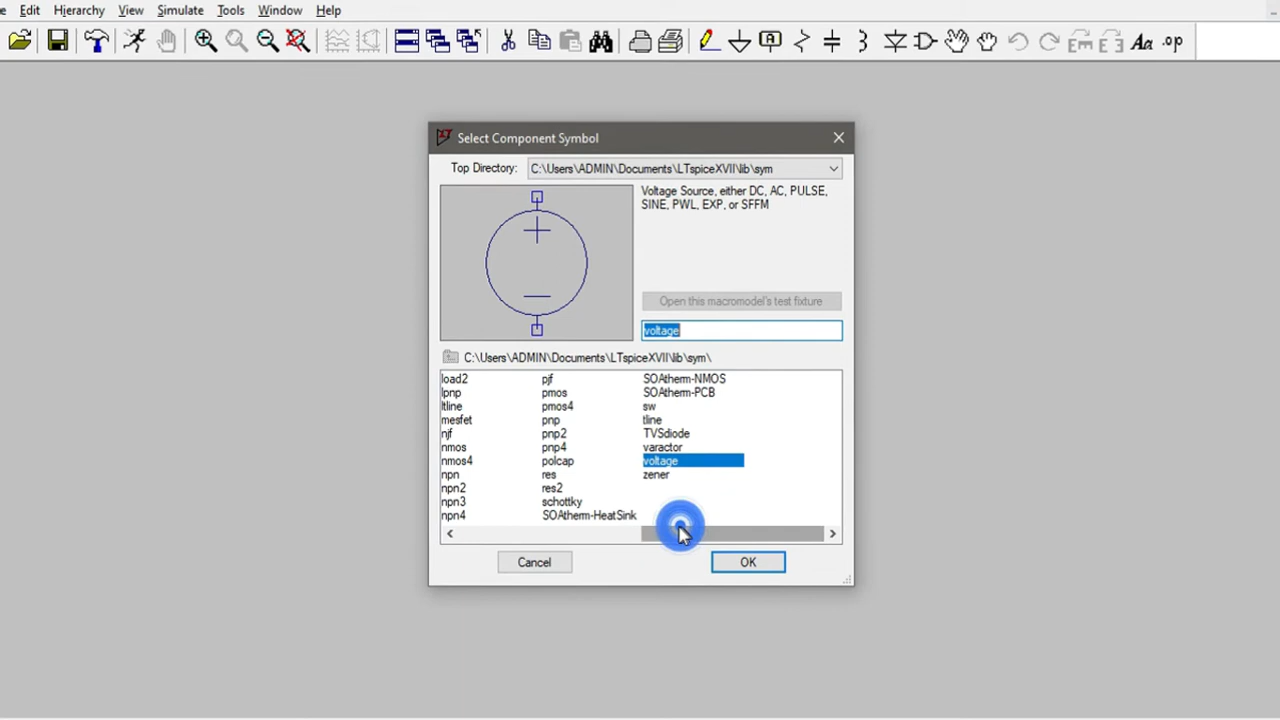 Edit Hierarchy View Simulate Tools Window Help
A Aa .op
Select Component Symbol
Top Directory: C:\Users\ADMIN\Documents\LTspiceXVII\lib\sym
Voltage Source, either DC, AC, PULSE,
SINE, PWL, EXP, or SFFM
Open this macromodel's test fixture
voltage
C:\Users\ADMIN\Documents\LTspiceXVII\lib\sym\
load2 pjf SOAtherm-NMOS
lpnp pmos SOAtherm-PCB
ltline pmos4 sw
mesfet pnp tline
njf pnp2 TVSdiode
nmos pnp4 varactor
nmos4 polcap voltage
npn res zener
npn2 res2
npn3 schottky
npn4 SOAtherm-HeatSink
Cancel OK